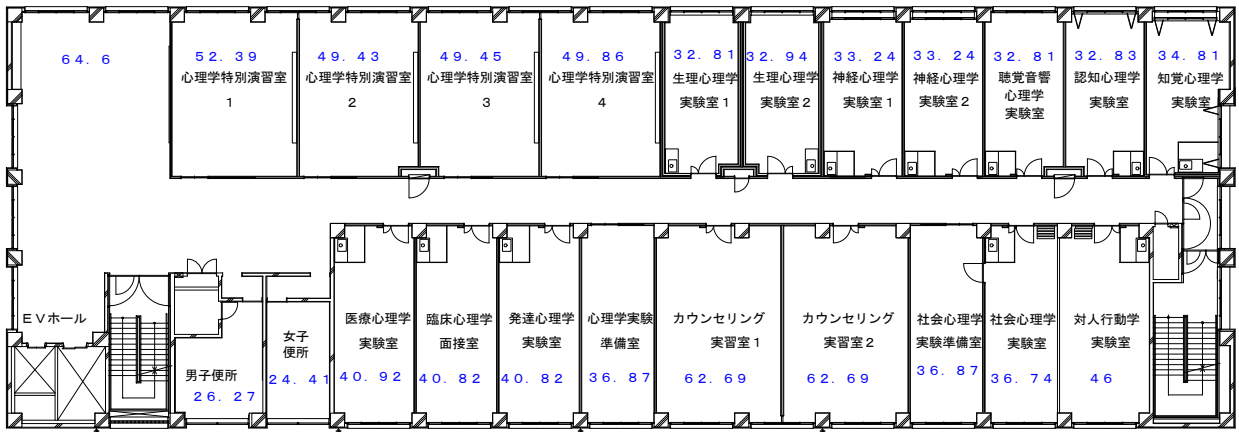 64.6
52.39
心理学特別演習室
1
49.43
心理学特別演習室
2
49.45
心理学特別演習室
3
49.86
心理学特別演習室
4
32.81
生理心理学
実験室1
32.94
生理心理学
実験室2
33.24
神経心理学
実験室1
33.24
神経心理学
実験室2
32.81
聴覚音響
心理学
実験室
32.83
認知心理学
実験室
34.81
知覚心理学
実験室
EVホール
男子便所
26.27
女子
便所
24.41
医療心理学
実験室
40.92
臨床心理学
面接室
40.82
発達心理学
実験室
40.82
心理学実験
準備室
36.87
カウンセリング
実習室1
62.69
カウンセリング
実習室2
62.69
社会心理学
実験準備室
36.87
社会心理学
実験室
36.74
対人行動学
実験室
46